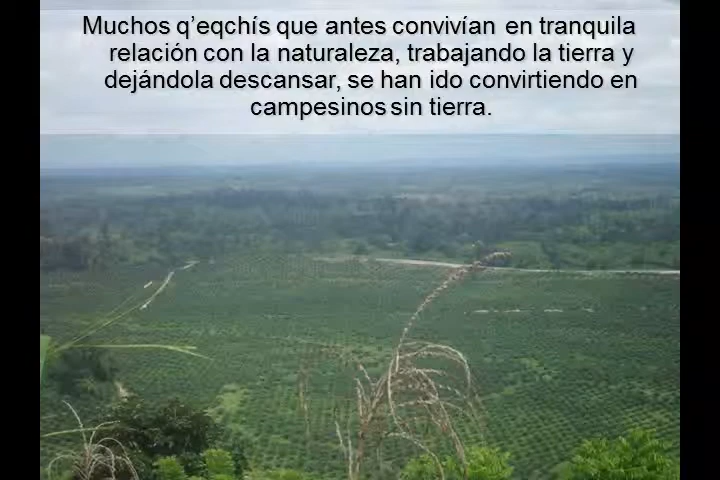 Muchos q’eqchís que antes convivían en tranquila
relación con la naturaleza, trabajando la tierra y
dejándola descansar, se han ido convirtiendo en
campesinos sin tierra.